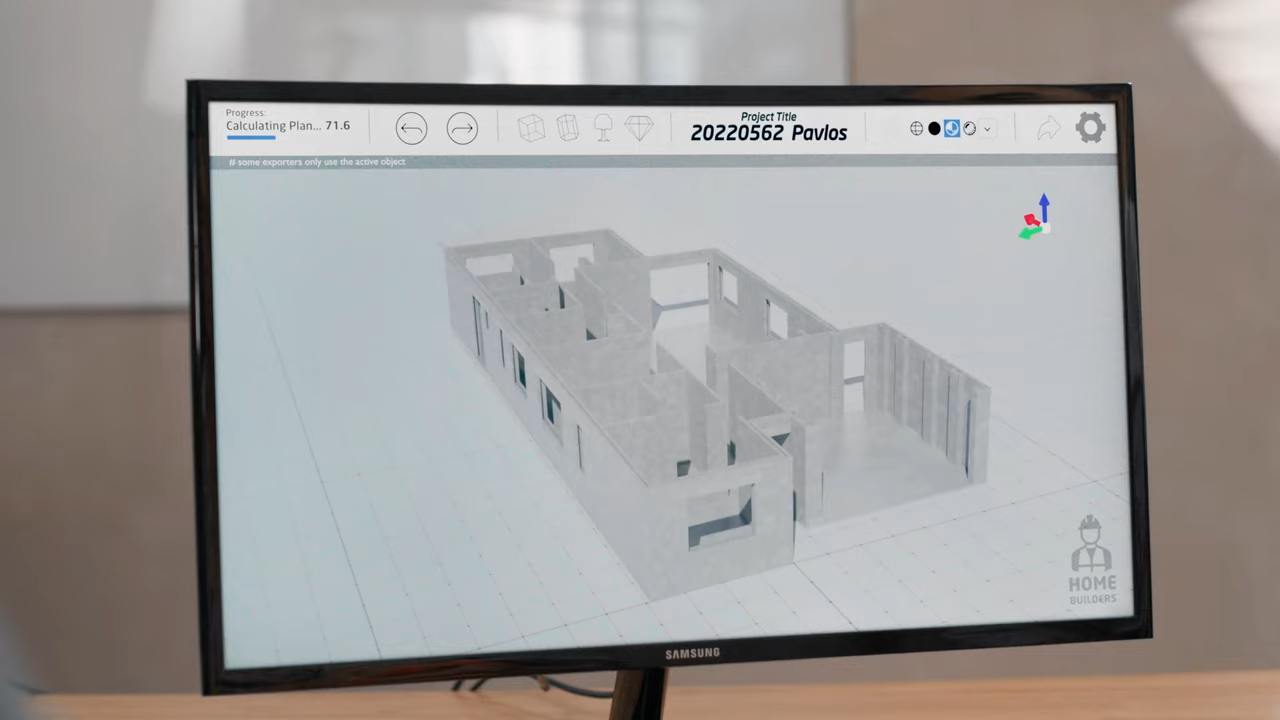 Progress:
Calculating Plan... 71.6
Project Title
20220562 Pavlos
# some exporters only use the active object
HOME
BUILDERS
SAMSUNG